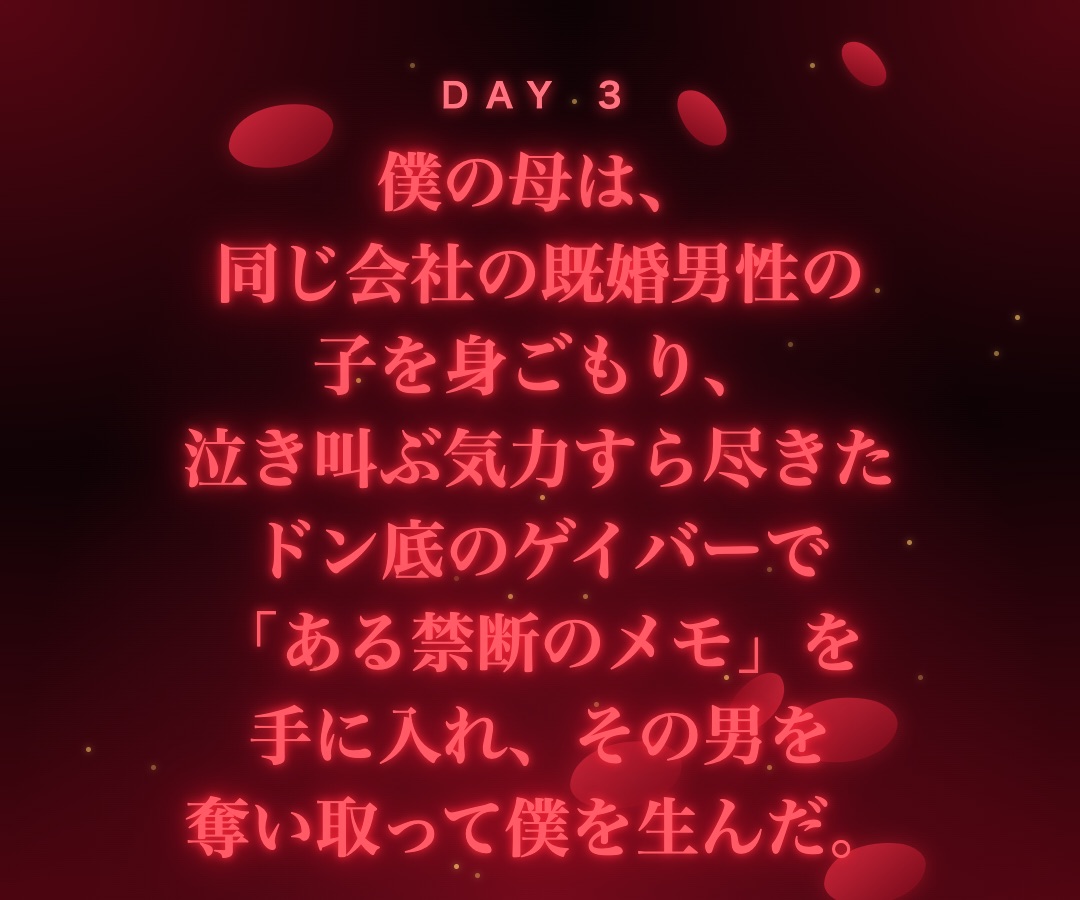 DAY 3
僕の母は、
同じ会社の既婚男性の
子を身ごもり、
泣き叫ぶ気力すら尽きた
ドン底のゲイバーで
「ある禁断のメモ」を
手に入れ、その男を
奪い取って僕を生んだ。